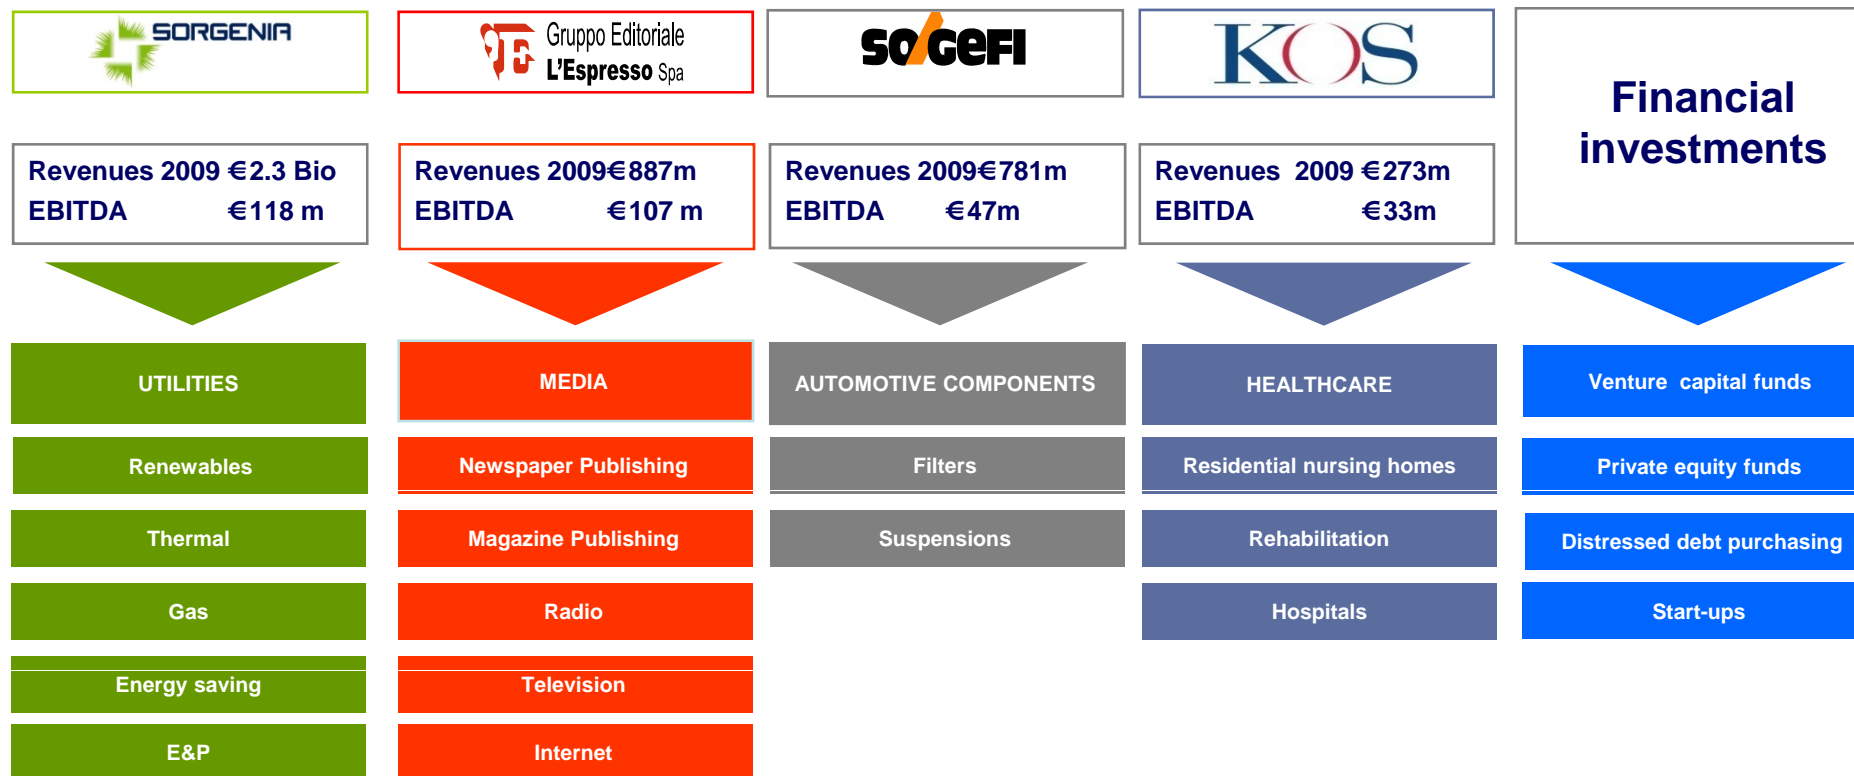 SORGENIA
Gruppo Editoriale
L'Espresso Spa
SOGEFI
KOS
Financial
investments
Revenues 2009 €2.3 Bio
EBITDA €118 m
Revenues 2009€887m
EBITDA €107 m
Revenues 2009€781m
EBITDA €47m
Revenues 2009 €273m
EBITDA €33m
UTILITIES
Renewables
Thermal
Gas
Energy saving
E&P
MEDIA
Newspaper Publishing
Magazine Publishing
Radio
Television
Internet
AUTOMOTIVE COMPONENTS
Filters
Suspensions
HEALTHCARE
Residential nursing homes
Rehabilitation
Hospitals
Venture capital funds
Private equity funds
Distressed debt purchasing
Start-ups